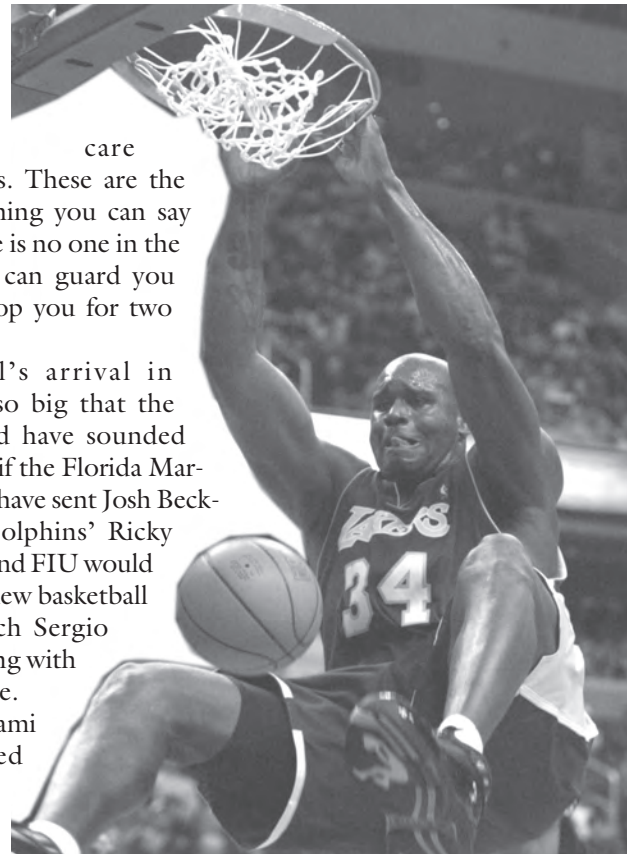 care
s. These are the
ning you can say
e is no one in the
can guard you
op you for two
l's arrival in
so big that the
d have sounded
if the Florida Mar-
have sent Josh Beck-
olphins' Ricky
nd FIU would
ew basketball
ch Sergio
ng with
e.
ami
ed
LAKERS
34